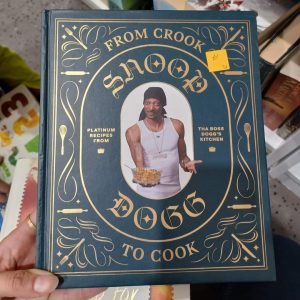 FROM CROOK
SNOOP
PLATINUM
RECIPES
FROM
THA BOSS
DOGG'S
KITCHEN
DOGG
TO COOK